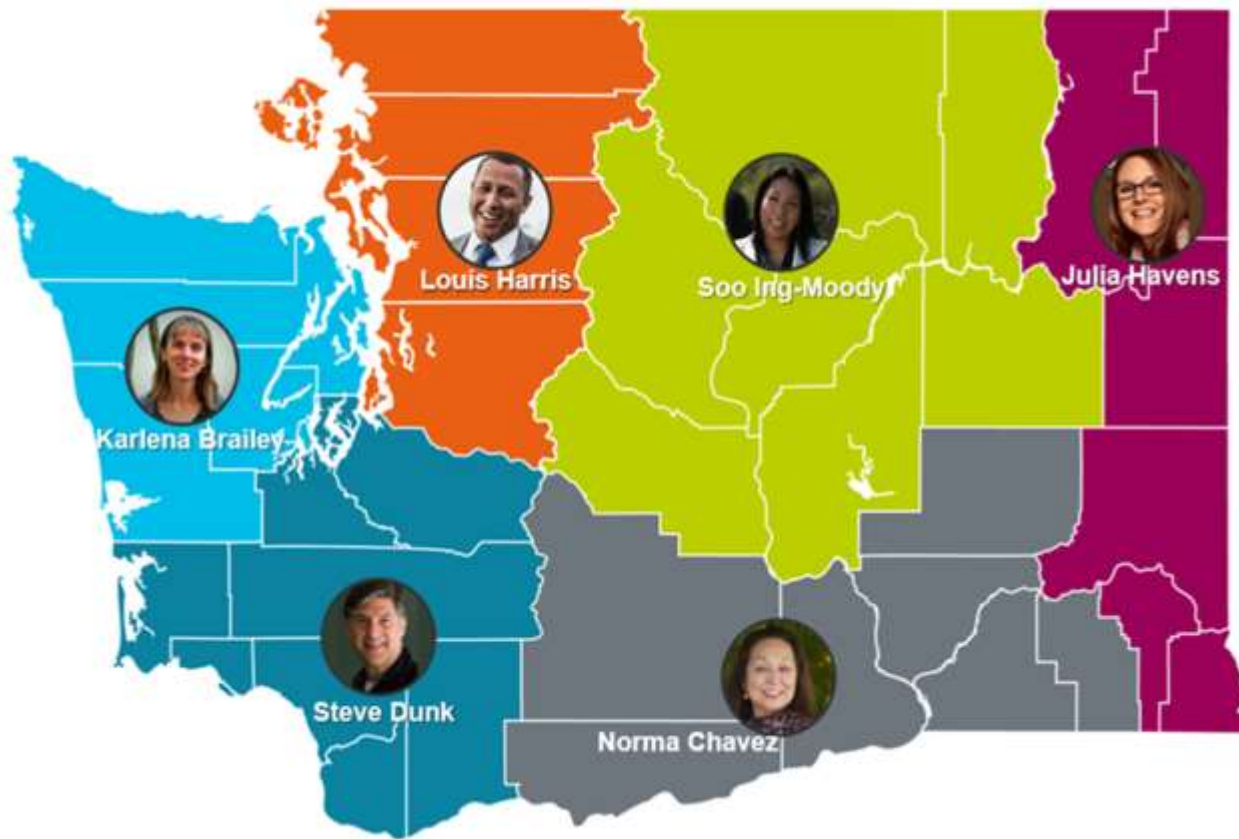 Louis Harris
Soo Ing-Moody
Julia Havens
Karlena Brailey
Steve Dunk
Norma Chavez